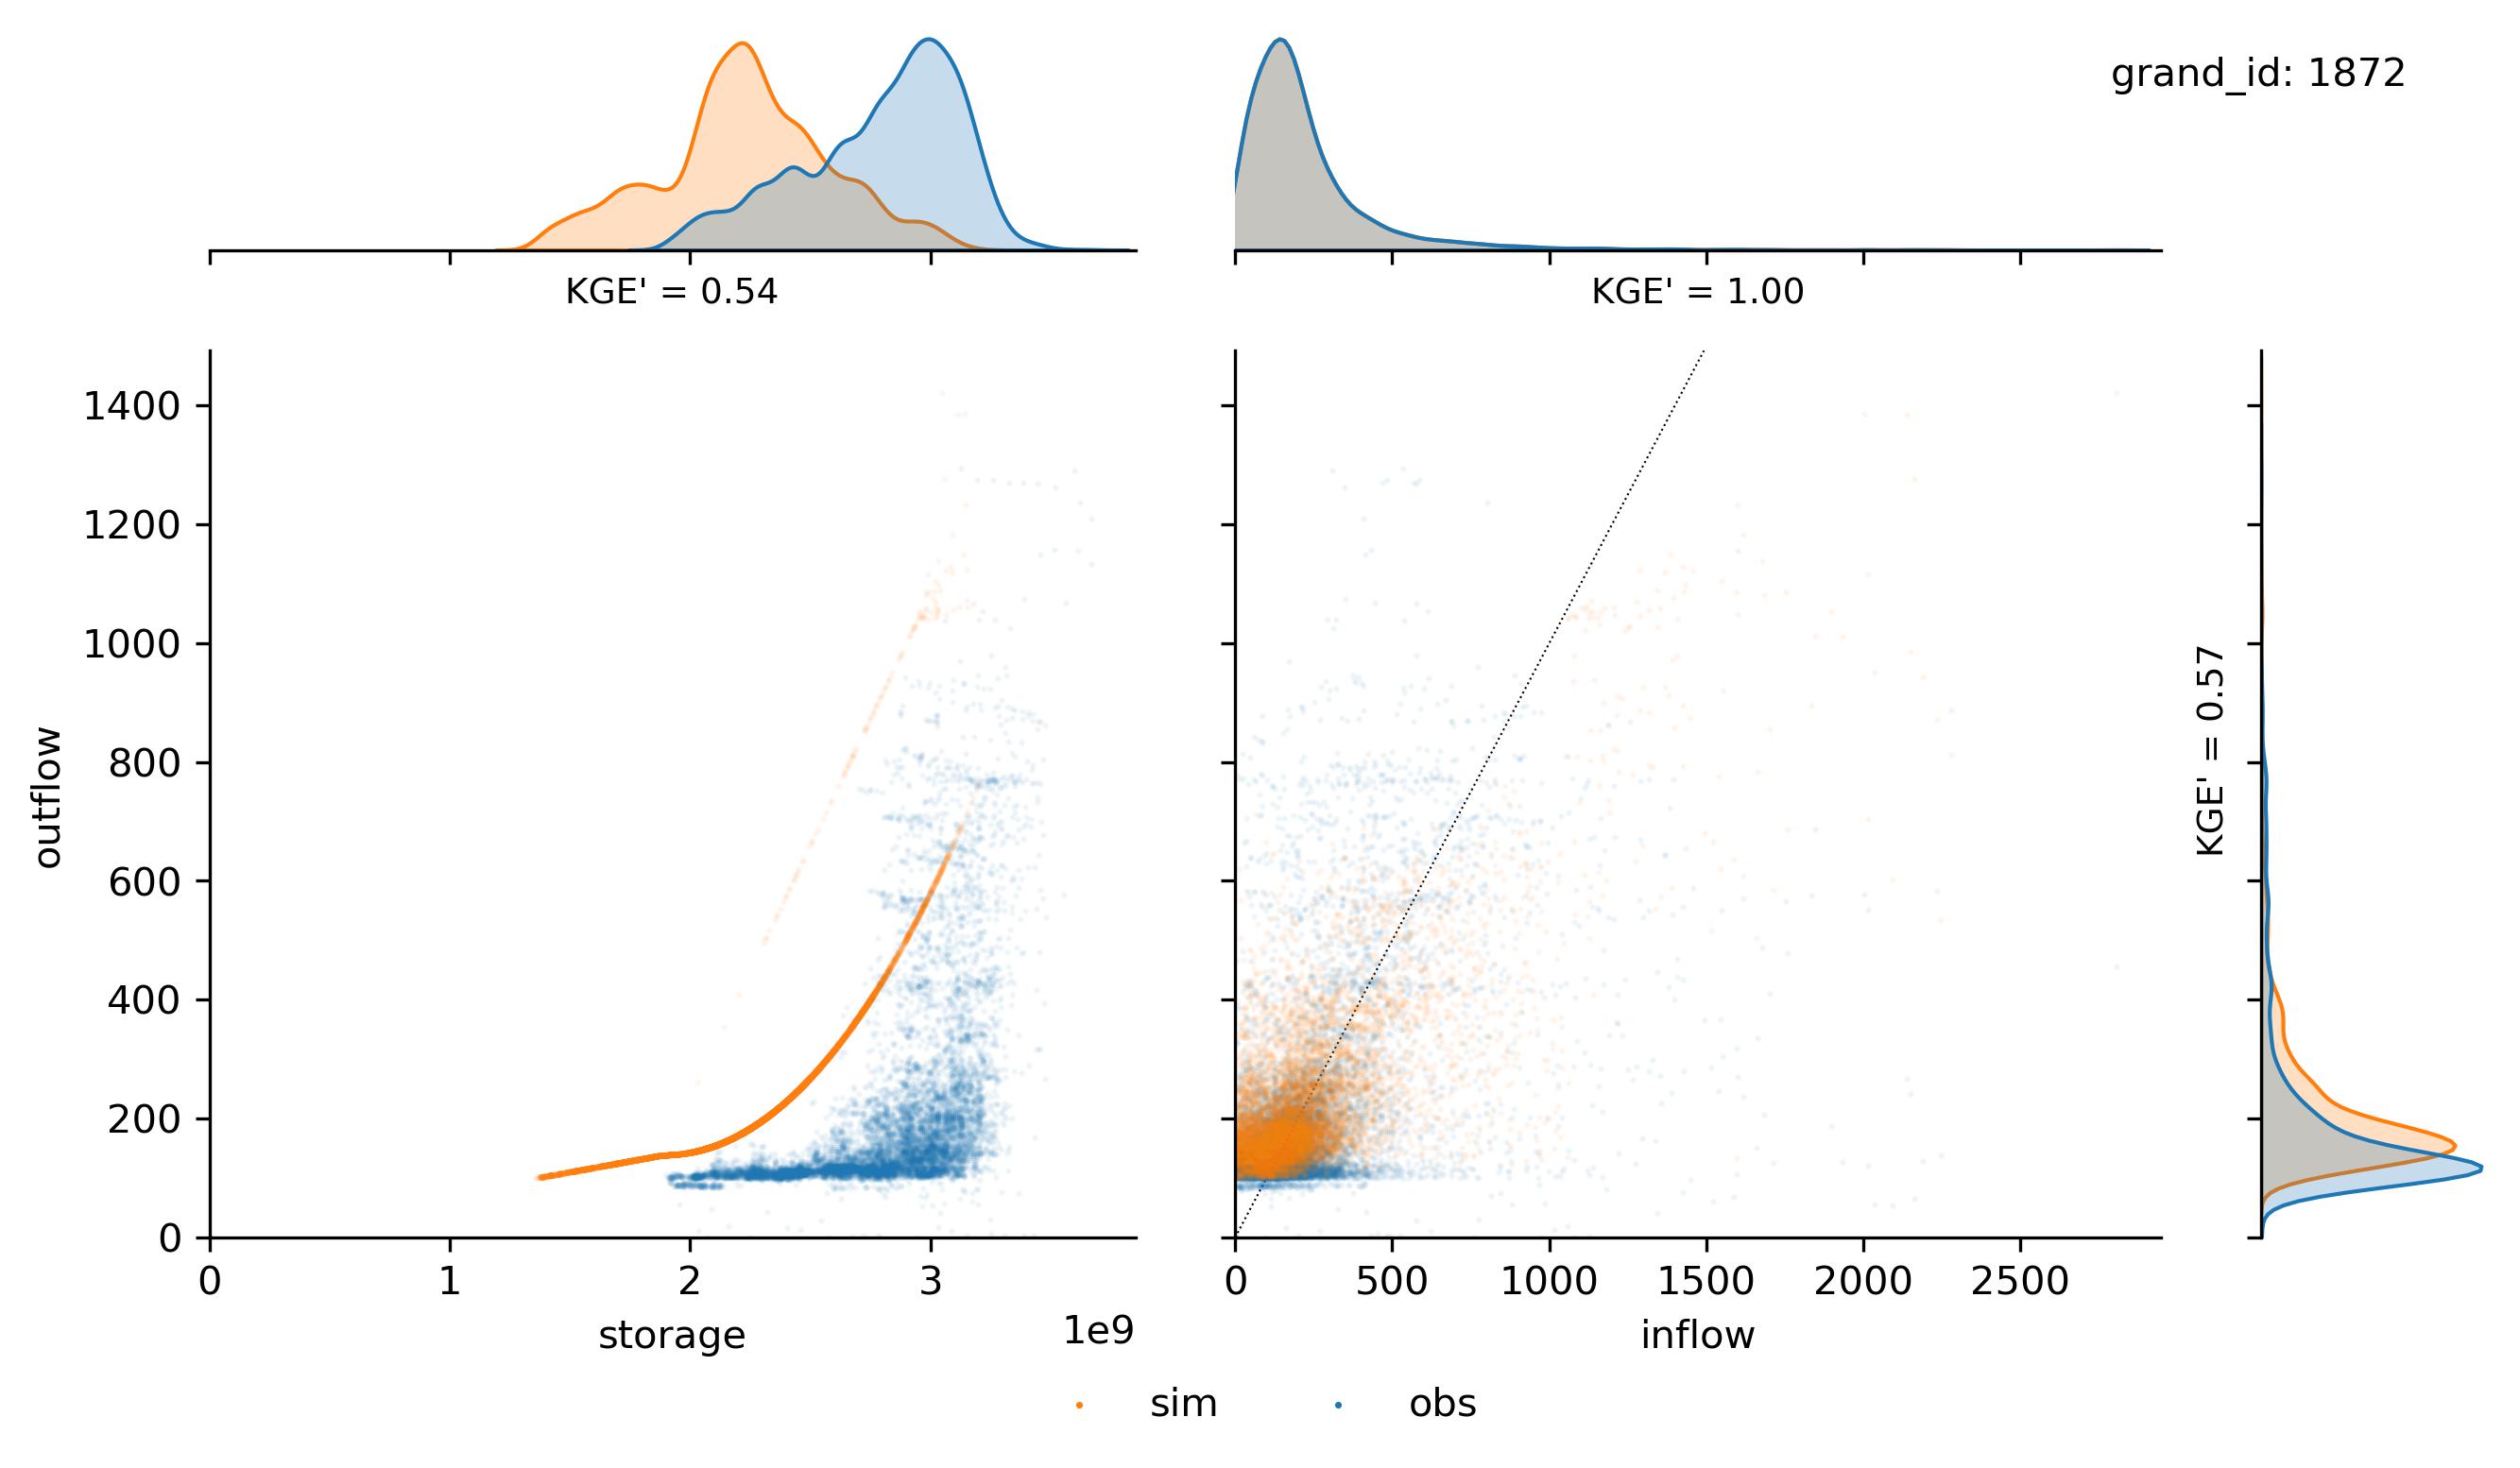 grand_id: 1872
KGE' = 0.54
KGE' = 1.00
1400
1200
1000
800
600
400
200
0
outflow
KGE' = 0.57
0 1 2 3
0 500 1000 1500 2000 2500
storage
1e9
inflow
sim
obs